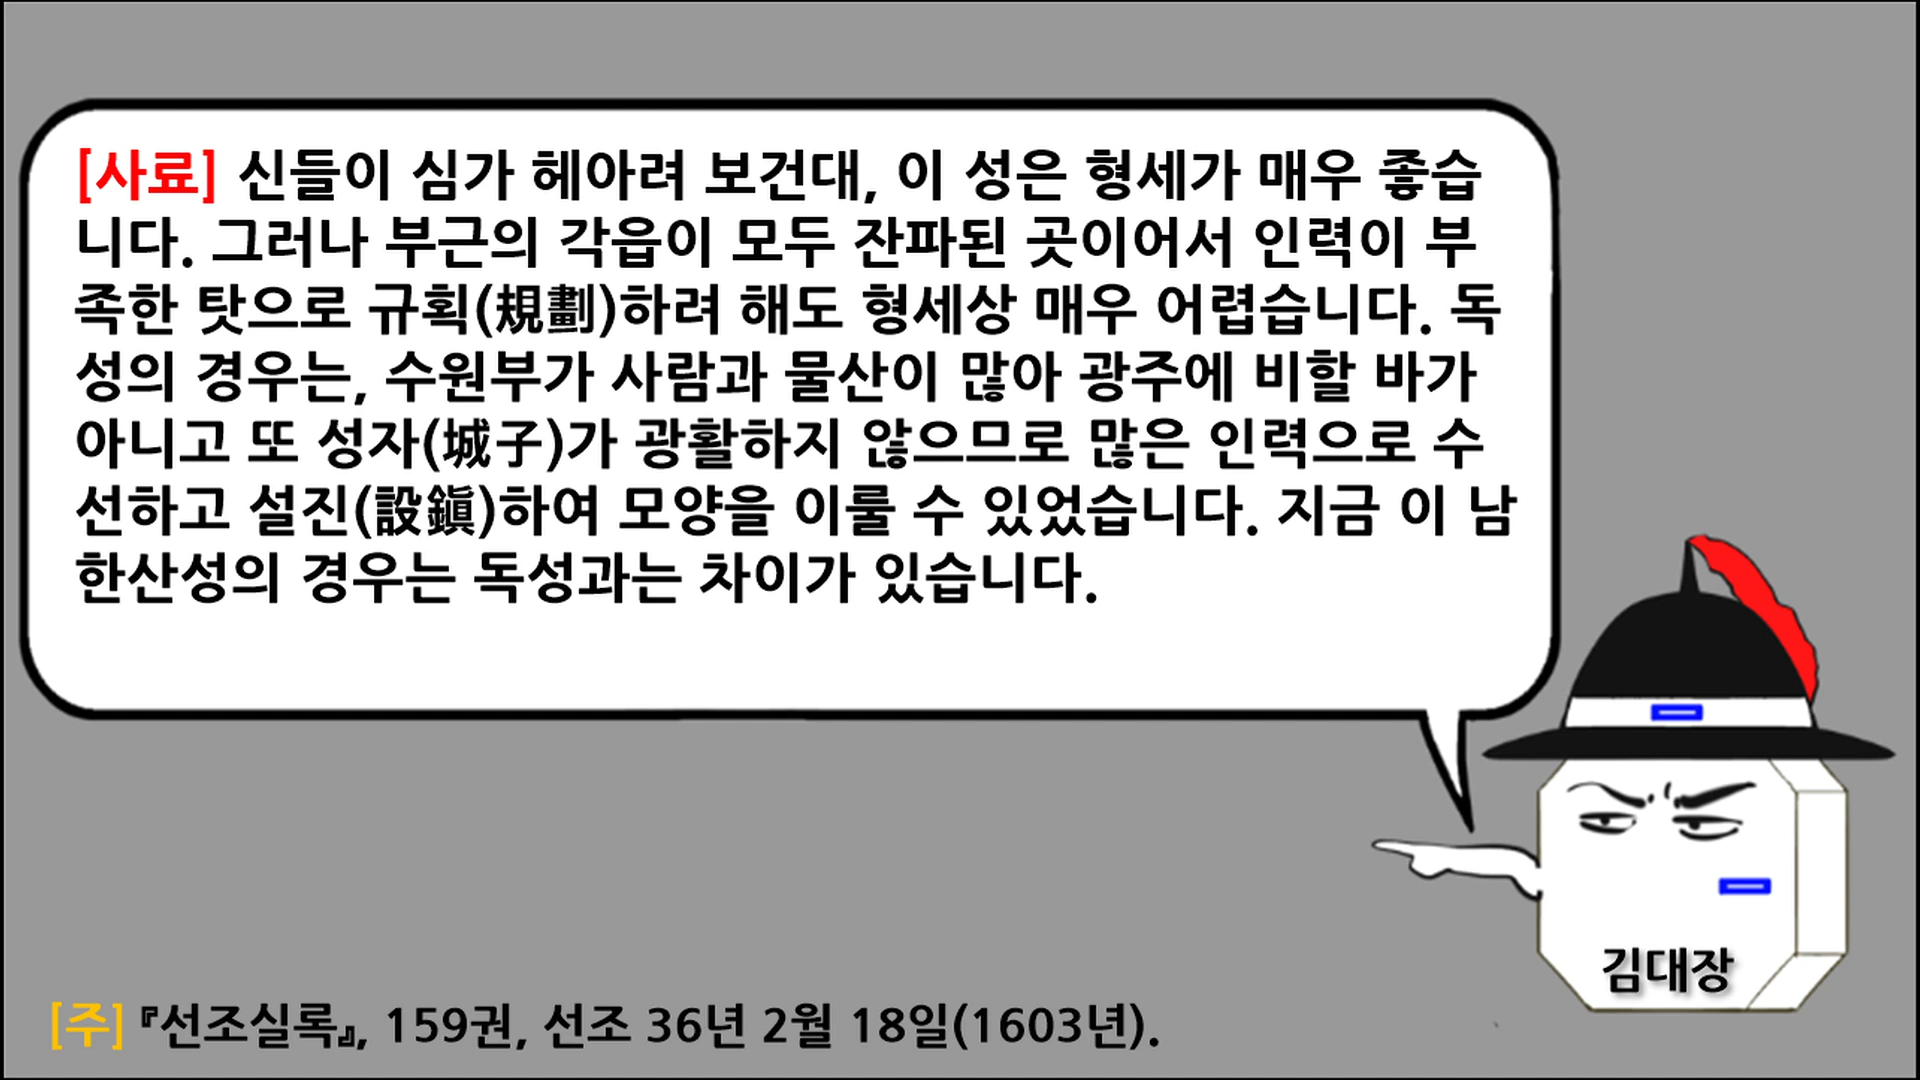 [사료] 신들이 심가 헤아려 보건대, 이 성은 형세가 매우 좋습
니다. 그러나 부근의 각읍이 모두 잔파된 곳이어서 인력이 부
족한 탓으로 규획(規劃)하려 해도 형세상 매우 어렵습니다. 독
성의 경우는, 수원부가 사람과 물산이 많아 광주에 비할 바가
아니고 또 성자(城子)가 광활하지 않으므로 많은 인력으로 수
선하고 설진(設鎭)하여 모양을 이룰 수 있었습니다. 지금 이 남
한산성의 경우는 독성과는 차이가 있습니다.
김대장
[주] 『선조실록』, 159권, 선조 36년 2월 18일(1603년).